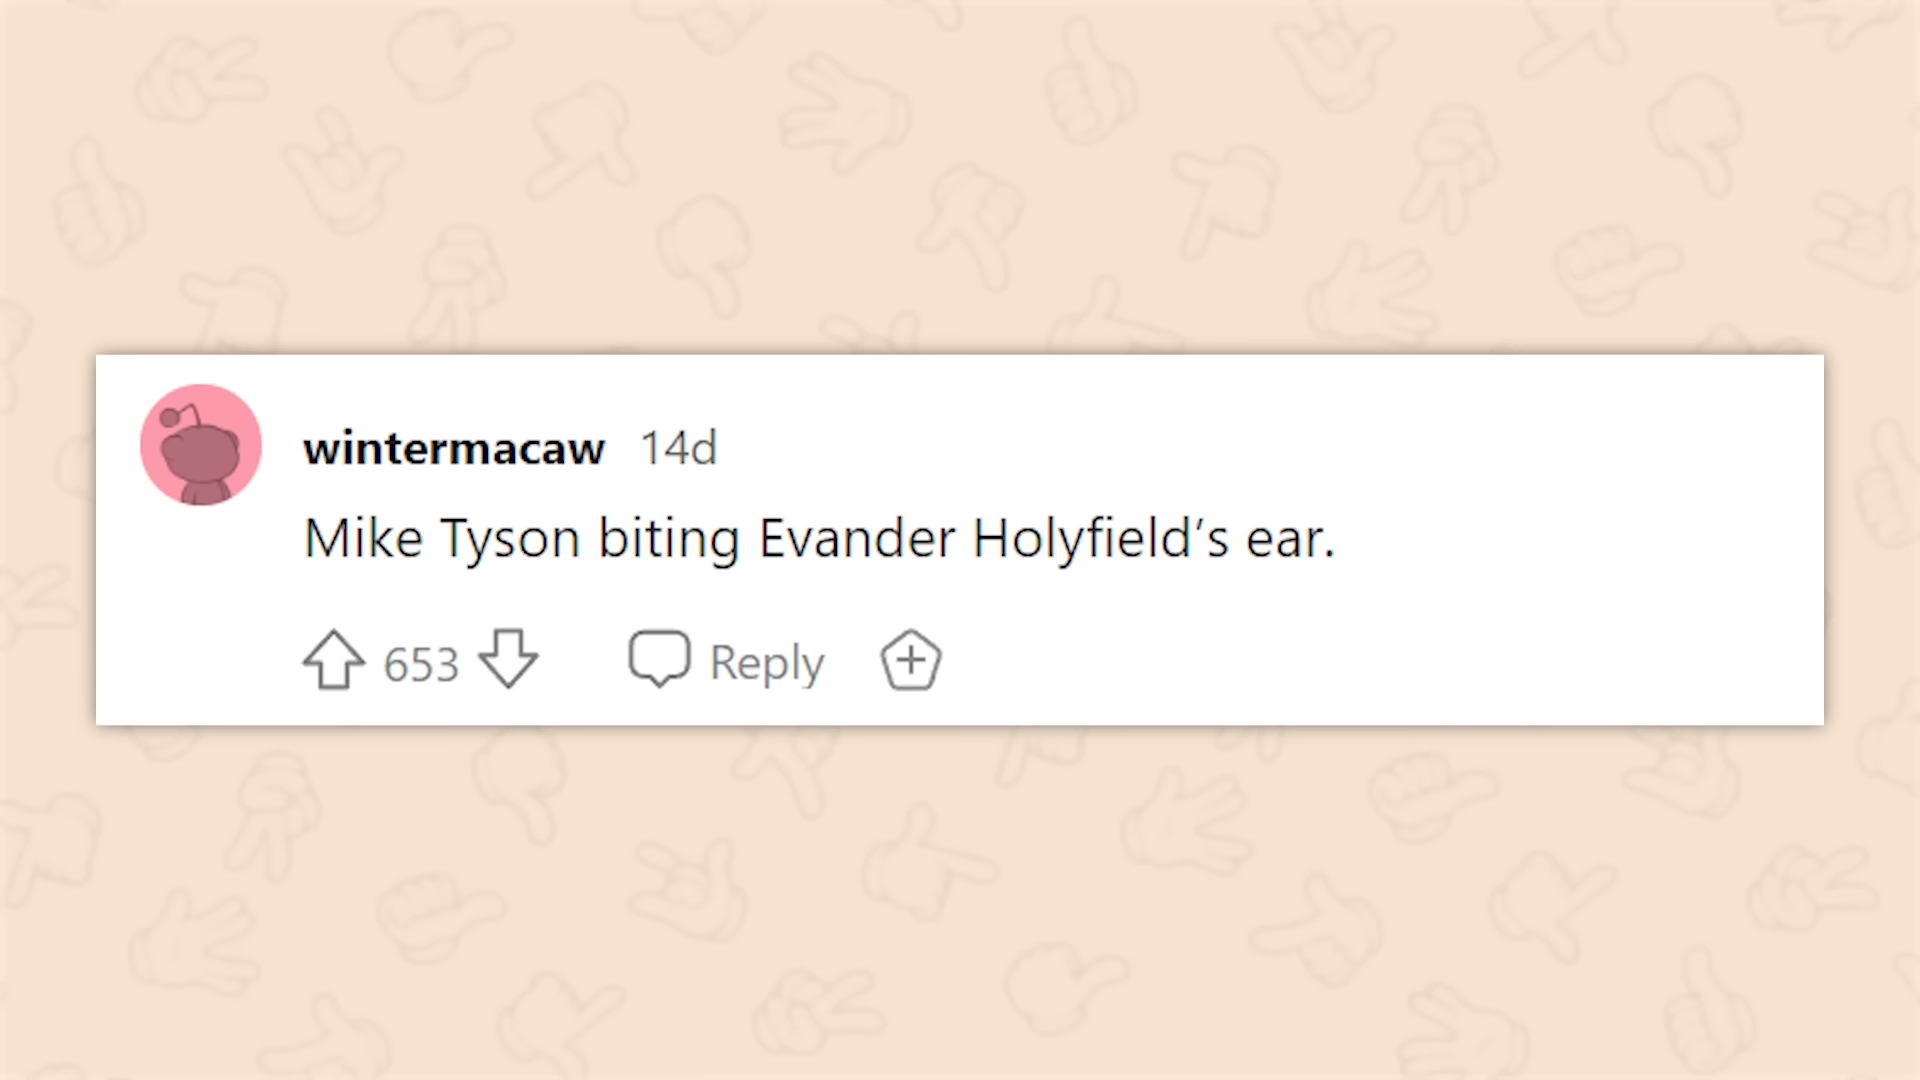 wintermacaw 14d
Mike Tyson biting Evander Holyfield’s ear.
653 Reply